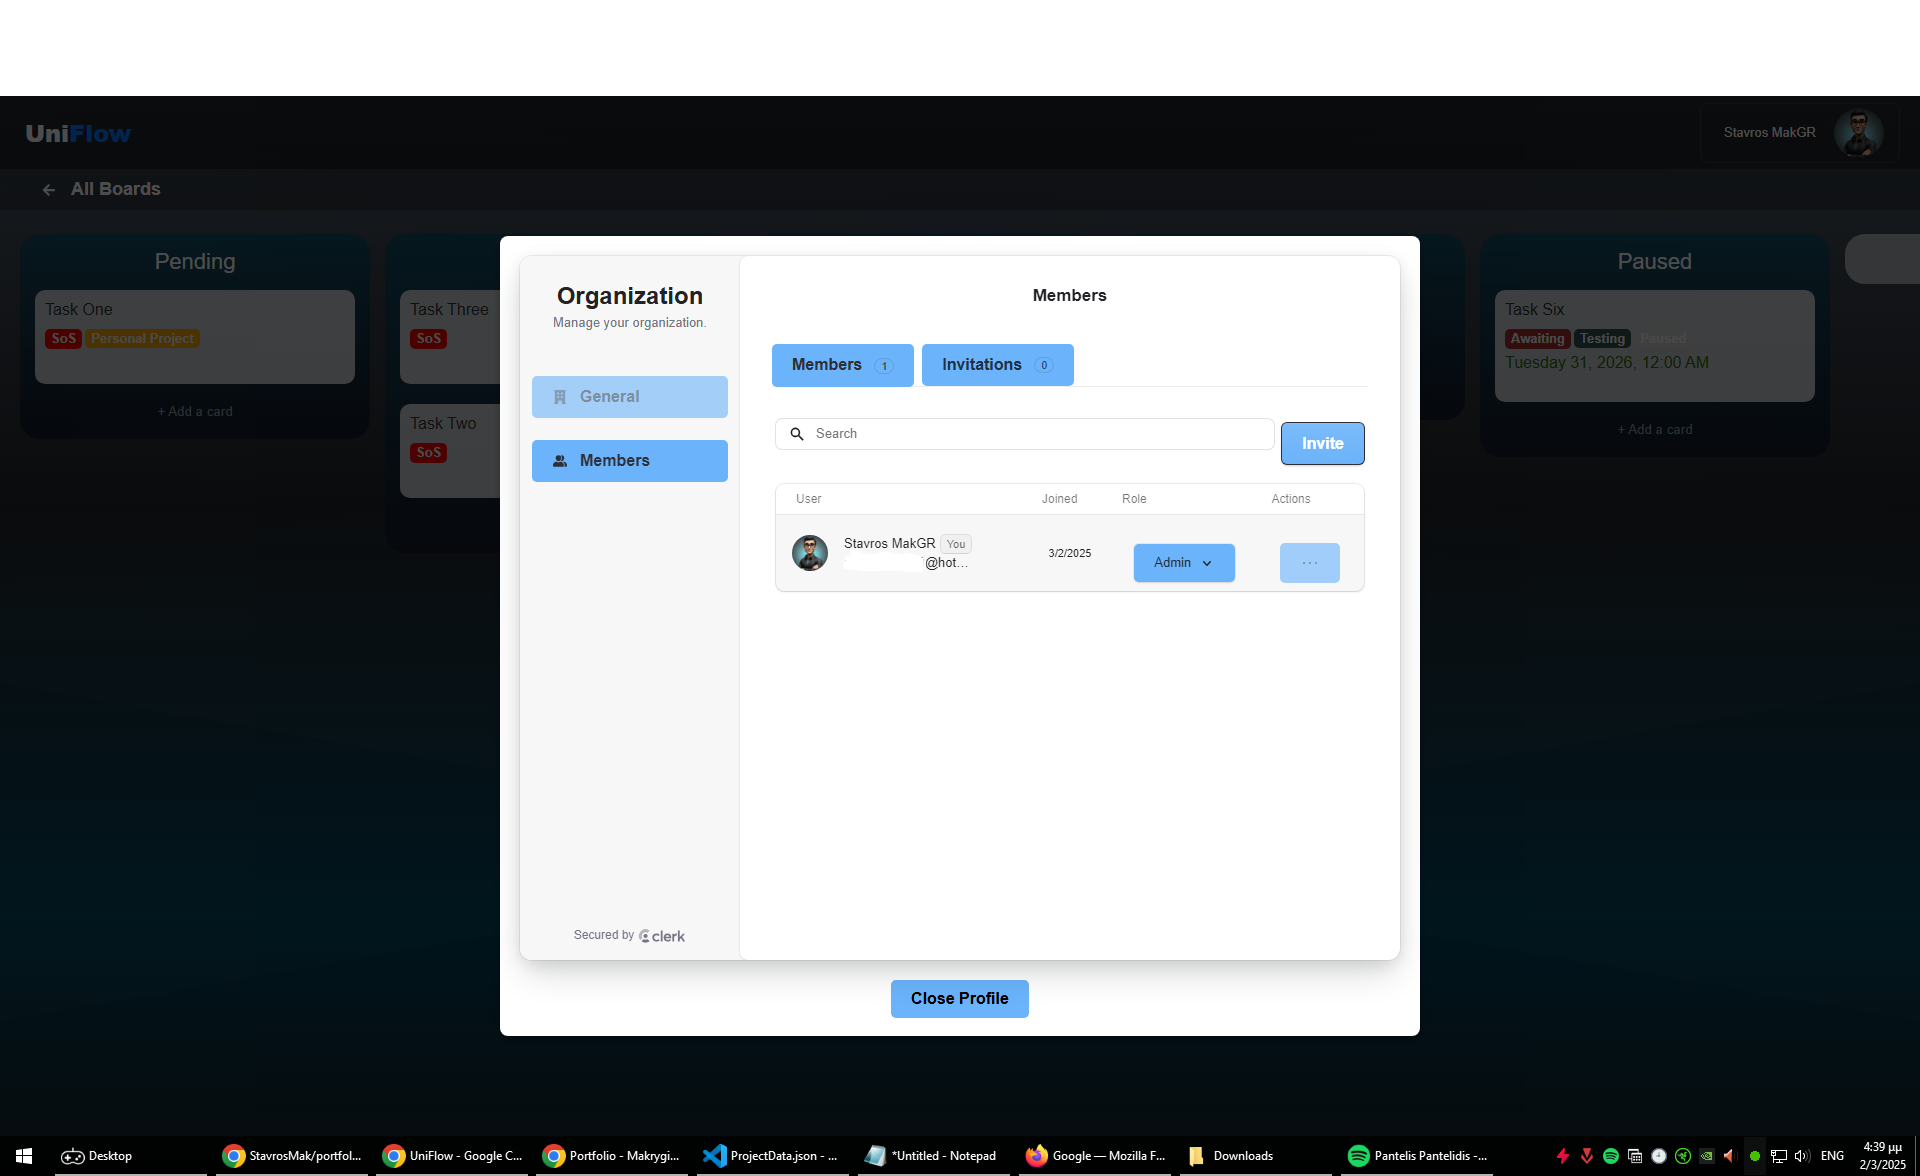 UniFlow
Stavros MakGR
All Boards
Pending
Task One
SoS Personal Project
+ Add a card
Task Three
SoS
Task Two
SoS
Paused
Task Six
Awaiting Testing Paused
Tuesday 31, 2026, 12:00 AM
+ Add a card
Organization
Manage your organization.
General
Members
Secured by clerk
Members
Members 1
Invitations 0
Search
Invite
User Joined Role Actions
Stavros MakGR You
@hot...
3/2/2025
Admin
...
Close Profile
Desktop
StavrosMak/portfol...
UniFlow - Google C...
Portfolio - Makrygi...
ProjectData.json - ...
*Untitled - Notepad
Google — Mozilla F...
Downloads
Pantelis Pantelidis -...
ENG
4:39 μμ
2/3/2025